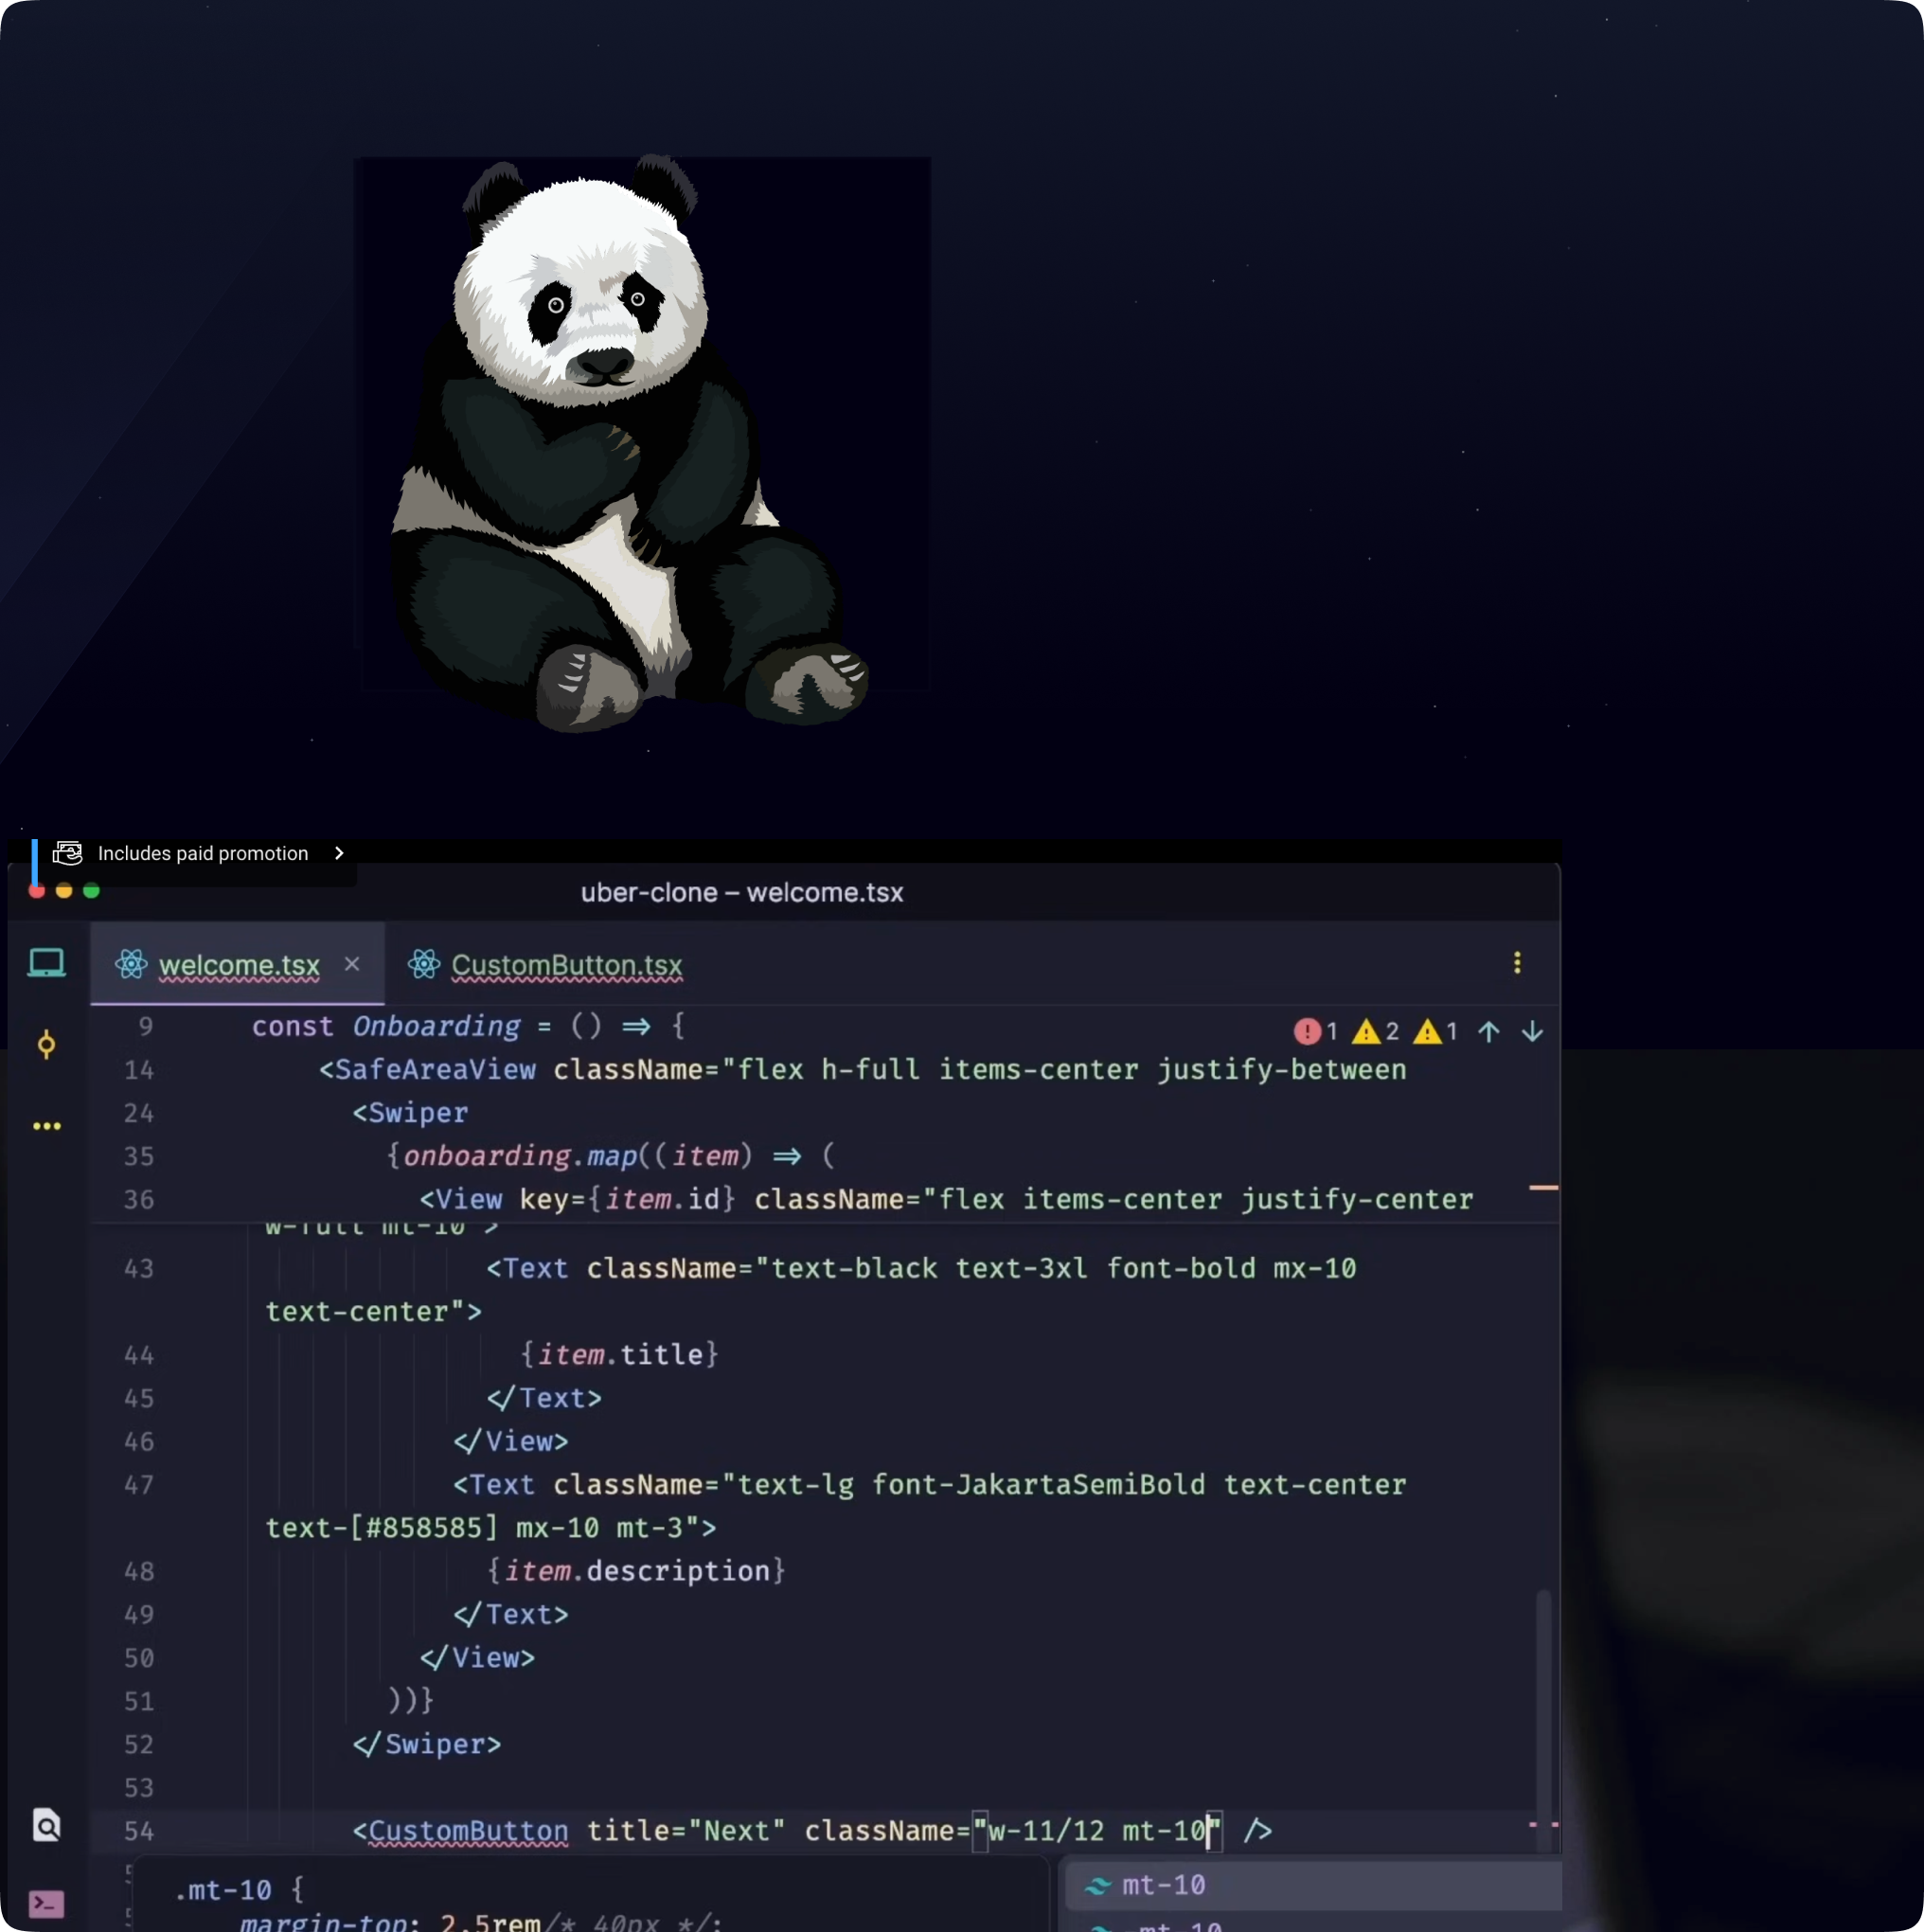 Includes paid promotion
uber-clone – welcome.tsx
welcome.tsx
CustomButton.tsx
9 const Onboarding = () => {
1 2 1
14 <SafeAreaView className="flex h-full items-center justify-between
24 <Swiper
35 {onboarding.map((item) => (
36 <View key={item.id} className="flex items-center justify-center
w-full mt-10">
43 <Text className="text-black text-3xl font-bold mx-10
text-center">
44 {item.title}
45 </Text>
46 </View>
47 <Text className="text-lg font-JakartaSemiBold text-center
text-[#858585] mx-10 mt-3">
48 {item.description}
49 </Text>
50 </View>
51 ))}
52 </Swiper>
53
54 <CustomButton title="Next" className="w-11/12 mt-10" />
.mt-10 {
margin-top: 2.5rem/* 40px */;
mt-10
-mt-10